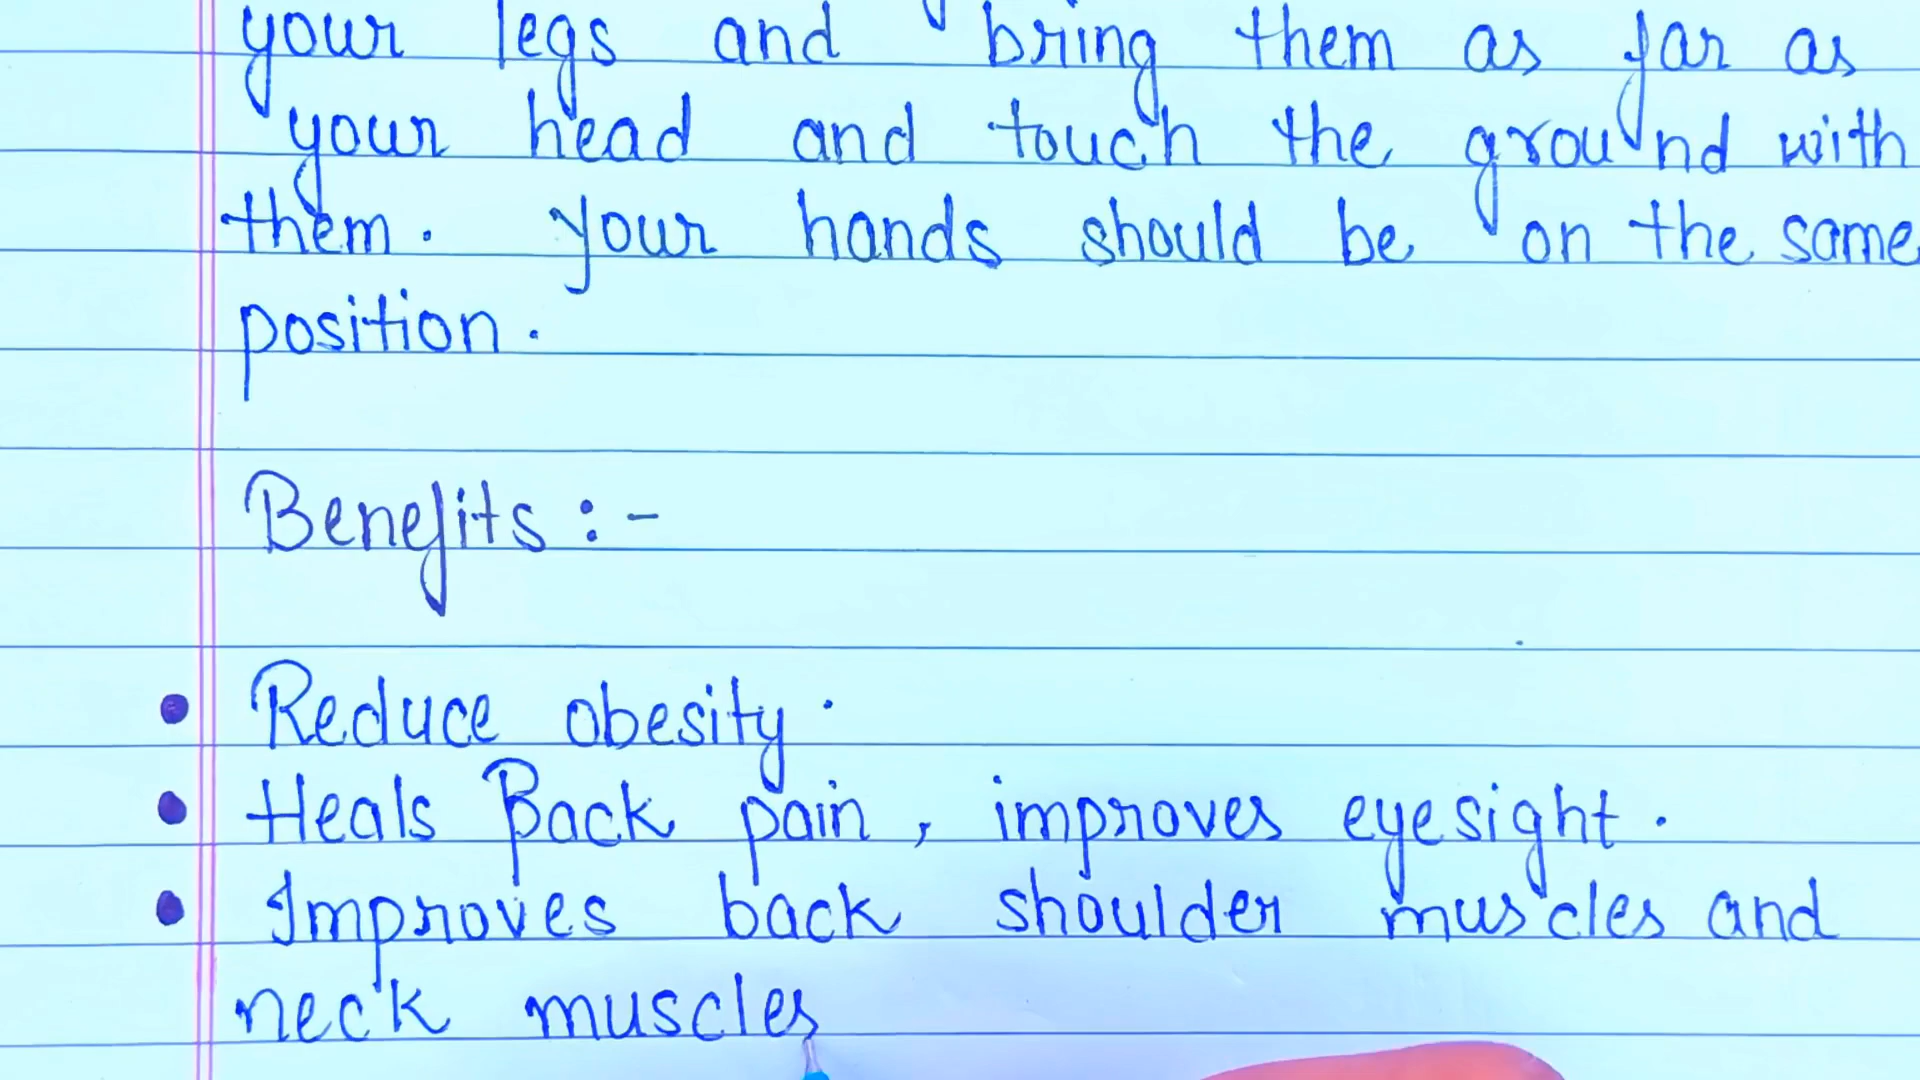 your legs and bring them as far as
your head and touch the ground with
them. Your hands should be on the same
position.
Benefits :-
• Reduce obesity.
• Heals Back pain, improves eyesight.
• Improves back shoulder muscles and
neck muscles